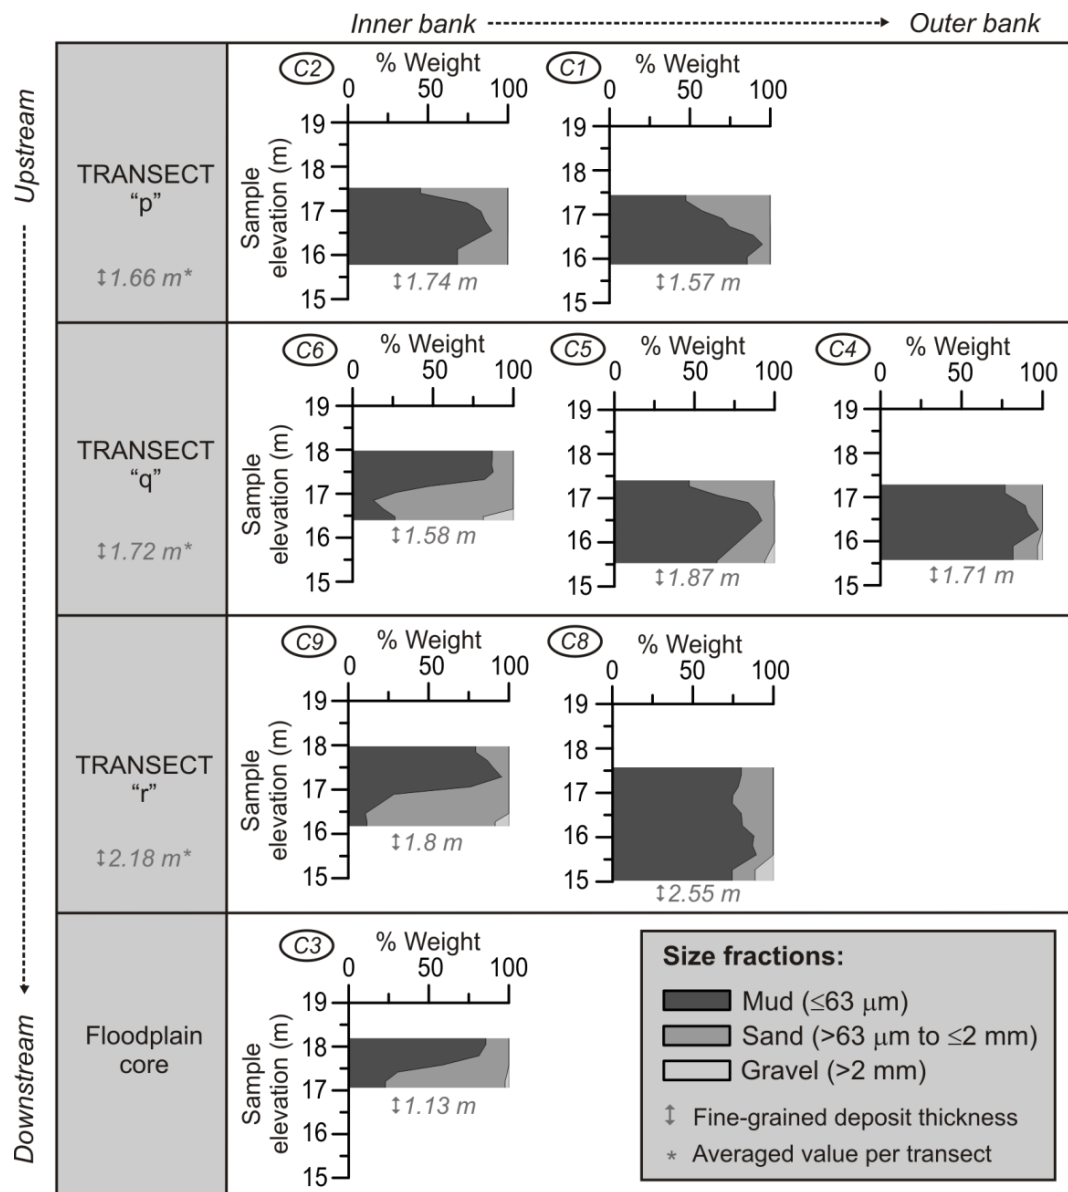 Inner bank
Outer bank
Upstream
Downstream
TRANSECT
“p”
↕1.66 m*
C2
% Weight
0 50 100
Sample
elevation (m)
19
18
17
16
15
↕1.74 m
C1
% Weight
0 50 100
19
18
17
16
15
↕1.57 m
TRANSECT
“q”
↕1.72 m*
C6
% Weight
0 50 100
Sample
elevation (m)
19
18
17
16
15
↕1.58 m
C5
% Weight
0 50 100
19
18
17
16
15
↕1.87 m
C4
% Weight
0 50 100
19
18
17
16
15
↕1.71 m
TRANSECT
“r”
↕2.18 m*
C9
% Weight
0 50 100
Sample
elevation (m)
19
18
17
16
15
↕1.8 m
C8
% Weight
0 50 100
19
18
17
16
15
↕2.55 m
Floodplain
core
C3
% Weight
0 50 100
Sample
elevation (m)
19
18
17
16
15
↕1.13 m
Size fractions:
Mud (≤63 μm)
Sand (>63 μm to ≤2 mm)
Gravel (>2 mm)
↕ Fine-grained deposit thickness
* Averaged value per transect